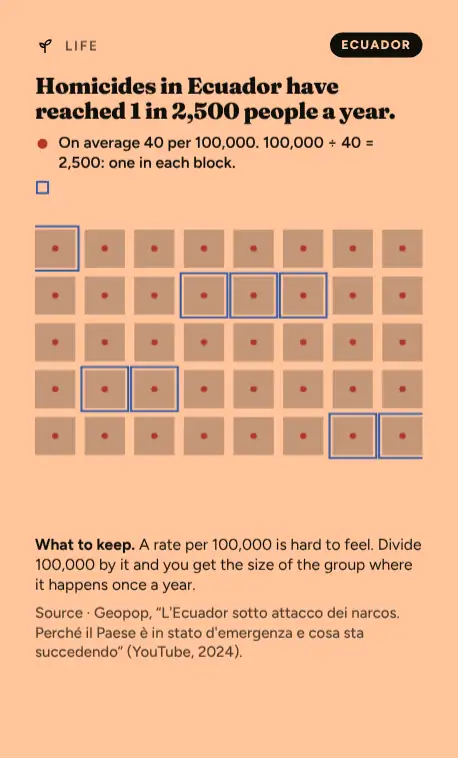 LIFE
ECUADOR
Homicides in Ecuador have
reached 1 in 2,500 people a year.
On average 40 per 100,000. 100,000 ÷ 40 =
2,500: one in each block.
What to keep. A rate per 100,000 is hard to feel. Divide
100,000 by it and you get the size of the group where
it happens once a year.
Source · Geopop, “L'Ecuador sotto attacco dei narcos.
Perché il Paese è in stato d'emergenza e cosa sta
succedendo” (YouTube, 2024).